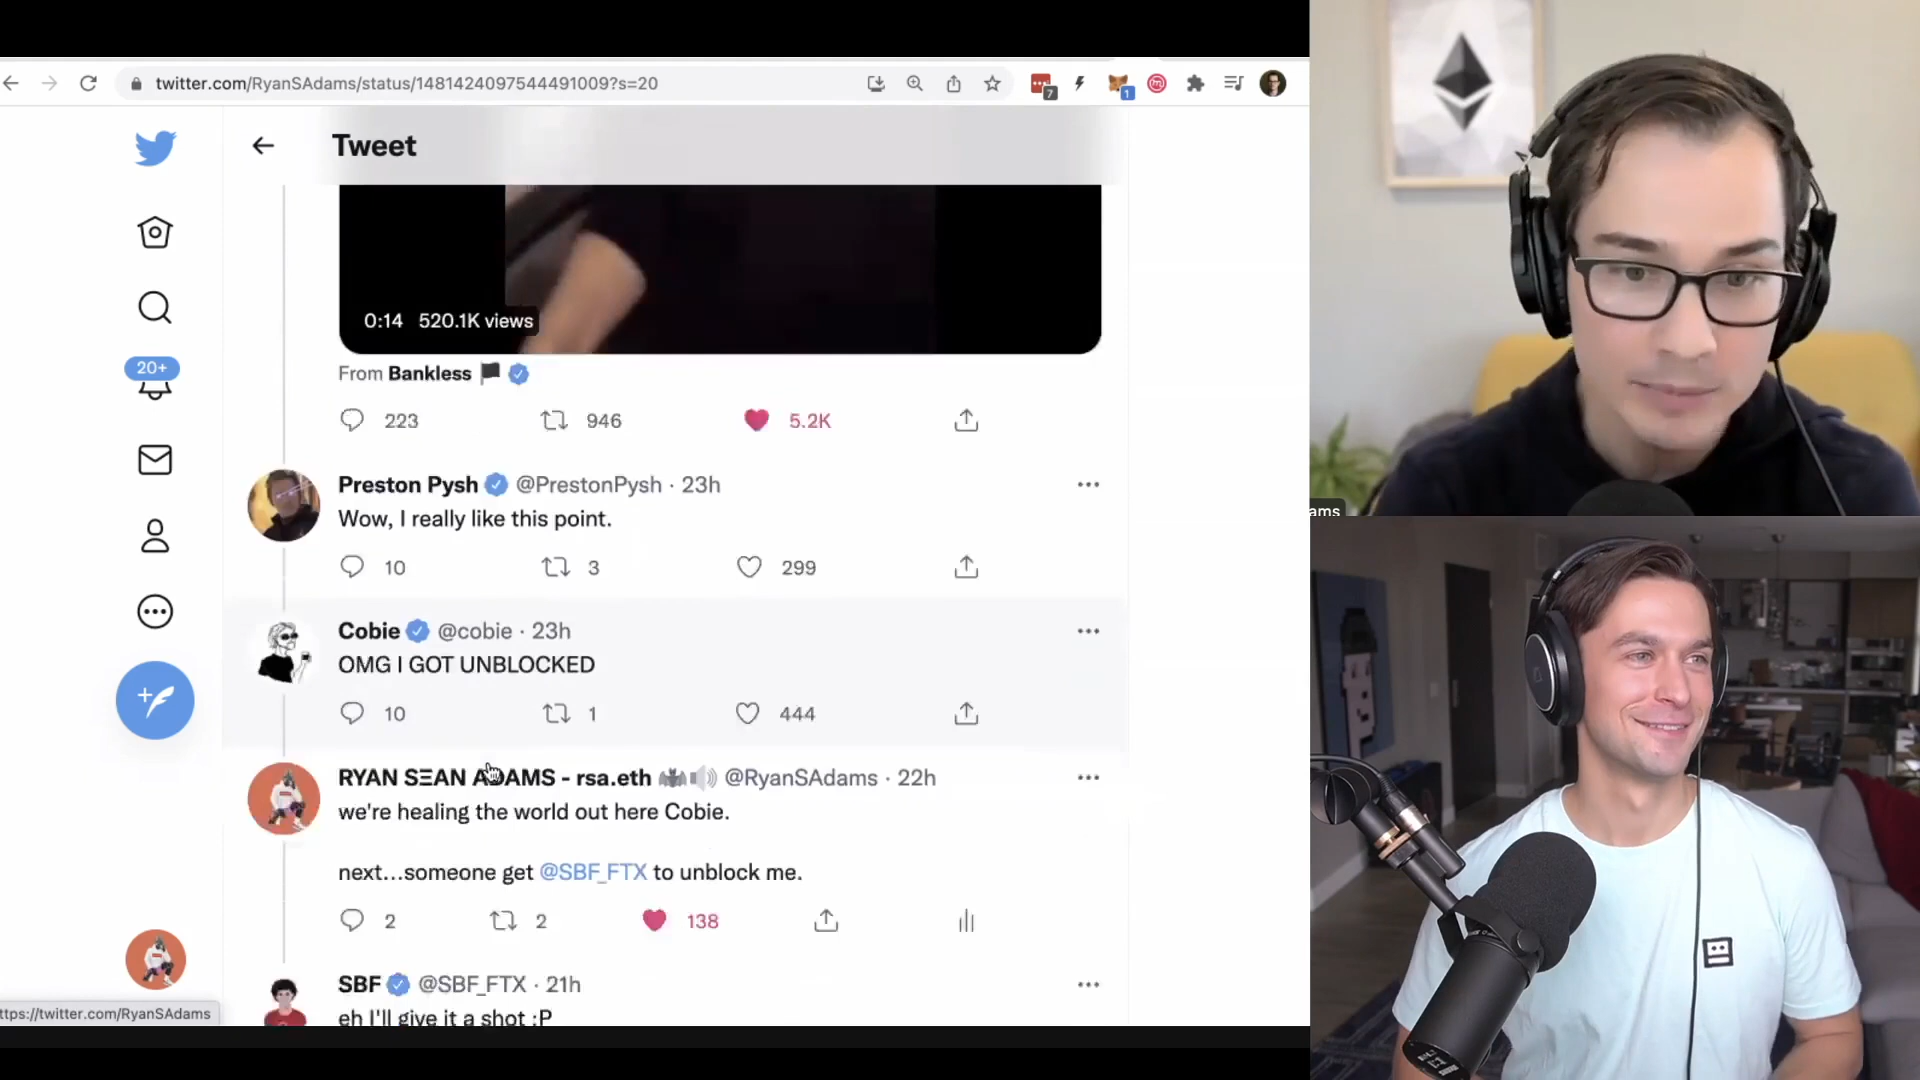 twitter.com/RyanSAdams/status/1481424097544491009?s=20
7
1
Tweet
20+
0:14 520.1K views
From Bankless
223 946 5.2K
Preston Pysh @PrestonPysh · 23h
Wow, I really like this point.
10 3 299
Cobie @cobie · 23h
OMG I GOT UNBLOCKED
10 1 444
RYAN SΞAN ADAMS - rsa.eth @RyanSAdams · 22h
we're healing the world out here Cobie.
next...someone get @SBF_FTX to unblock me.
2 2 138
SBF @SBF_FTX · 21h
eh I'll give it a shot :P
ttps://twitter.com/RyanSAdams
ams